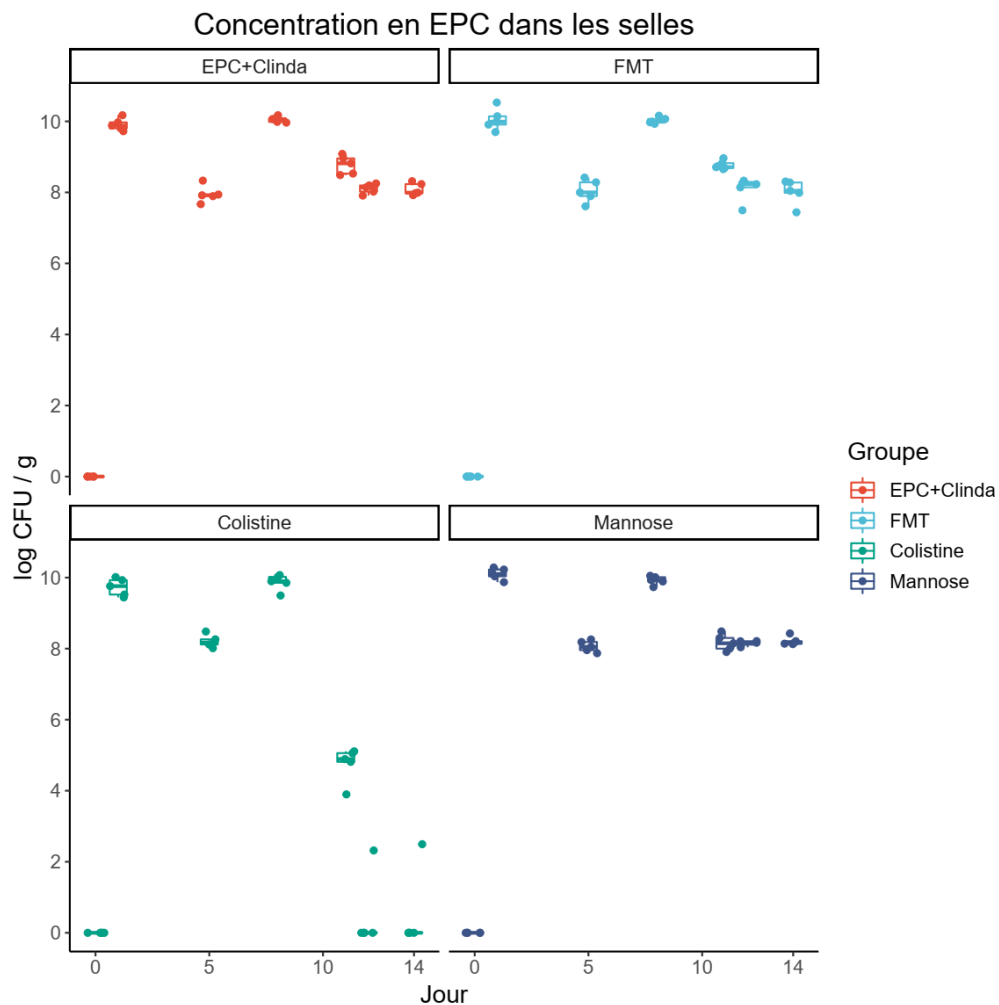 Concentration en EPC dans les selles
EPC+Clinda
FMT
10
8
6
4
2
0
Colistine
Mannose
10
8
6
4
2
0
log CFU / g
0
5
10
14
0
5
10
14
Jour
Groupe
EPC+Clinda
FMT
Colistine
Mannose